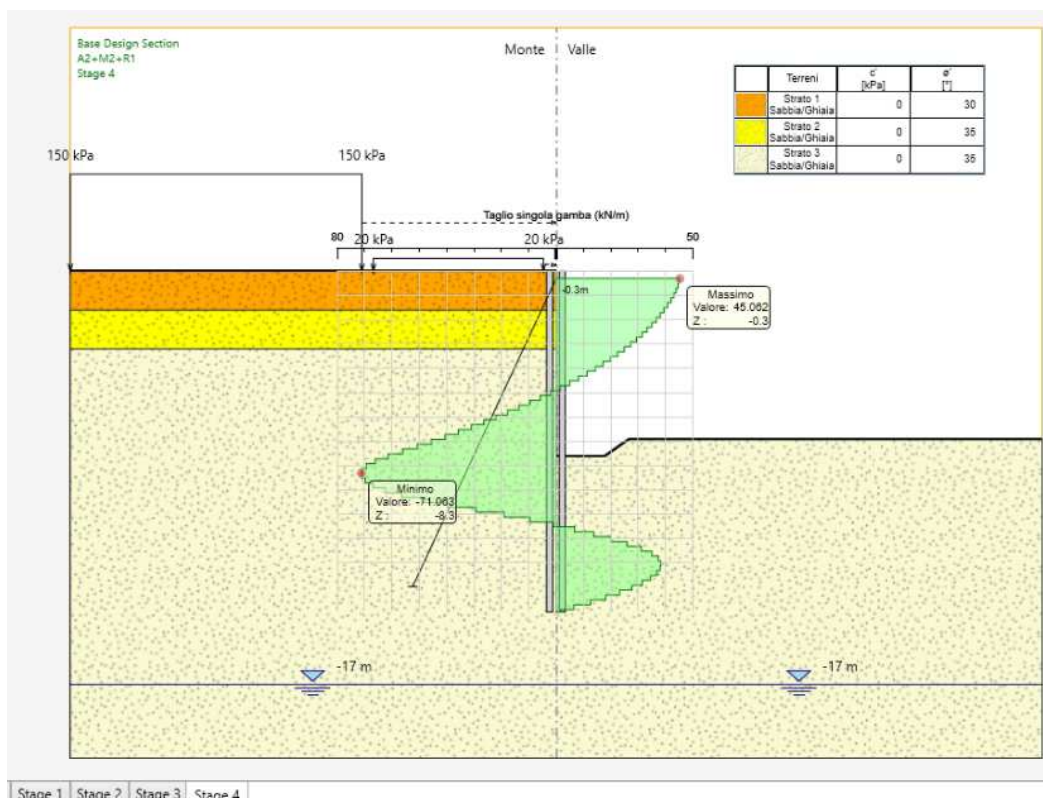 Base Design Section
A2+M2+R1
Stage 4
Monte
Valle
Terreni
c' [kPa]
ø' [°]
Strato 1 Sabbia/Ghiaia
0
30
Strato 2 Sabbia/Ghiaia
0
35
Strato 3 Sabbia/Ghiaia
0
35
150 kPa
150 kPa
Taglio singola gamba (kN/m)
80
20 kPa
20 kPa
50
-0.3m
Massimo
Valore: 45.062
Z : -0.3
Minimo
Valore: -71.063
Z : -8.3
-17 m
-17 m
Stage 1
Stage 2
Stage 3
Stage 4